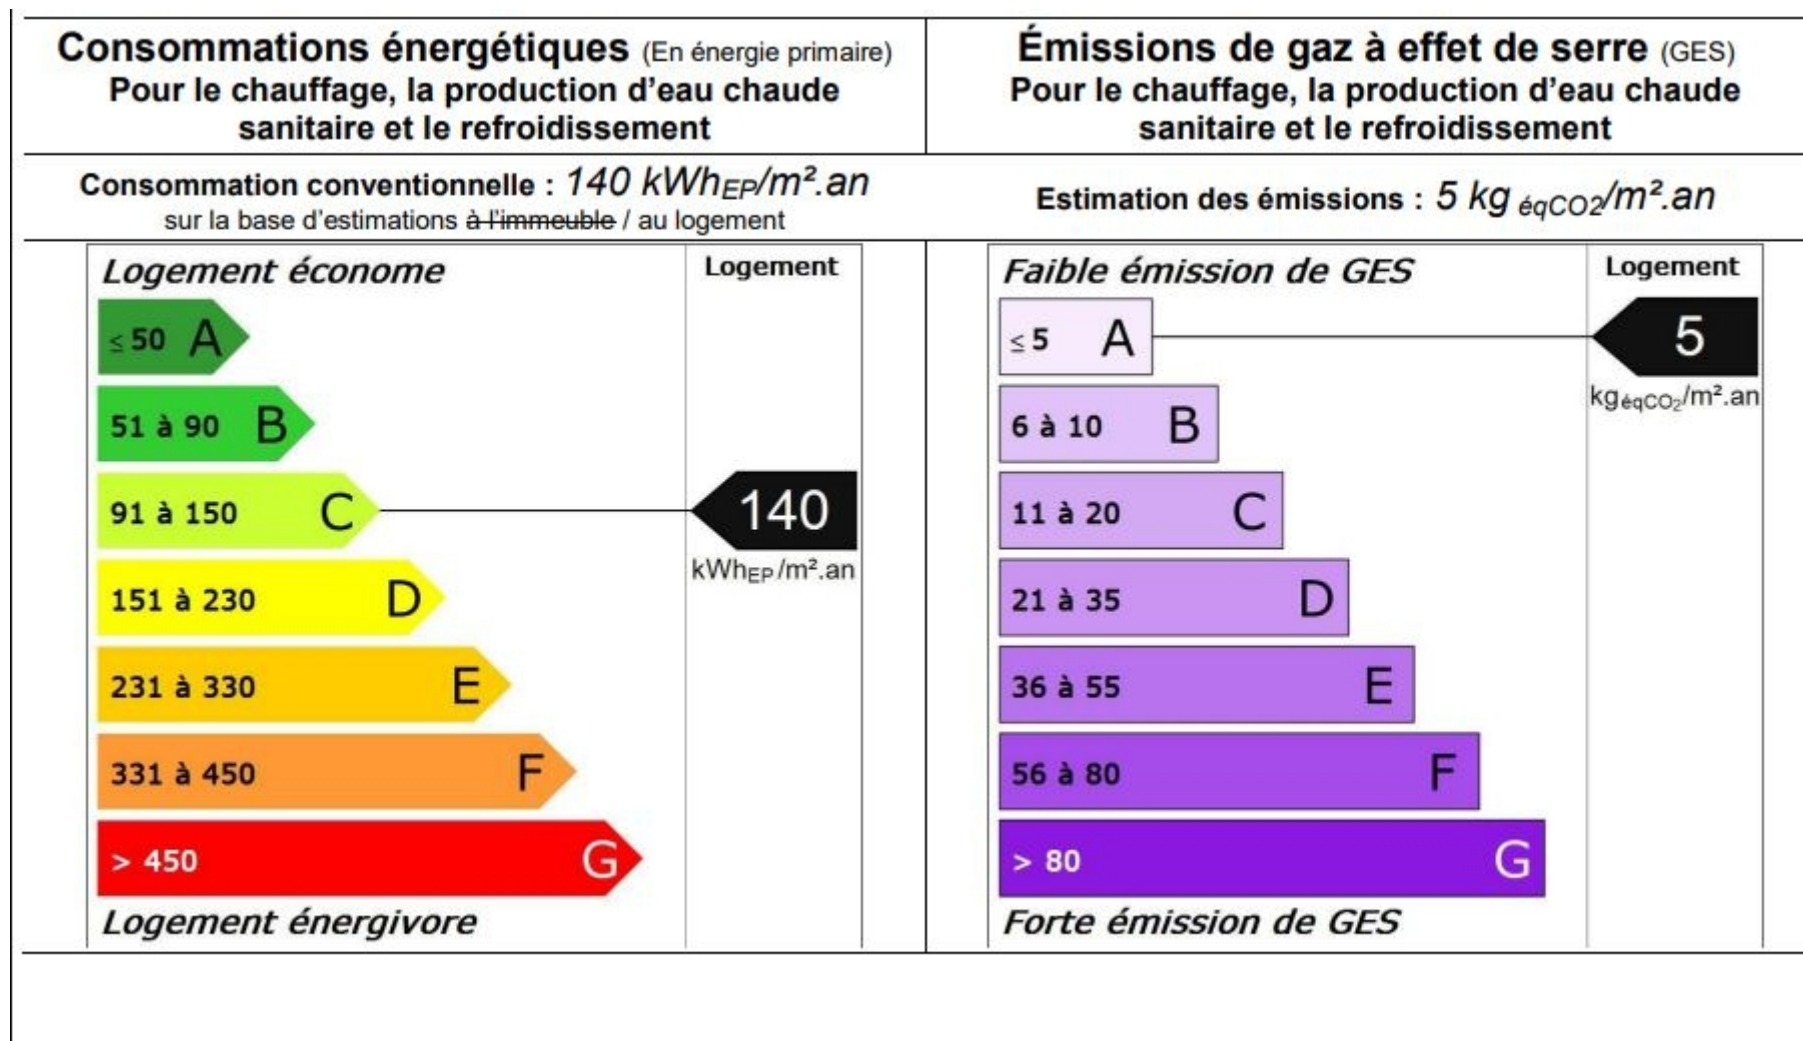 Consommations énergétiques (En énergie primaire)
Pour le chauffage, la production d'eau chaude
sanitaire et le refroidissement
Consommation conventionnelle : 140 kWhEP/m².an
sur la base d'estimations à l'immeuble / au logement
Logement économe
Logement
≤ 50 A
51 à 90 B
91 à 150 C
140
kWhEP/m².an
151 à 230 D
231 à 330 E
331 à 450 F
> 450 G
Logement énergivore
Émissions de gaz à effet de serre (GES)
Pour le chauffage, la production d'eau chaude
sanitaire et le refroidissement
Estimation des émissions : 5 kg éqCO2/m².an
Faible émission de GES
Logement
≤ 5 A
5
kgéqCO2/m².an
6 à 10 B
11 à 20 C
21 à 35 D
36 à 55 E
56 à 80 F
> 80 G
Forte émission de GES